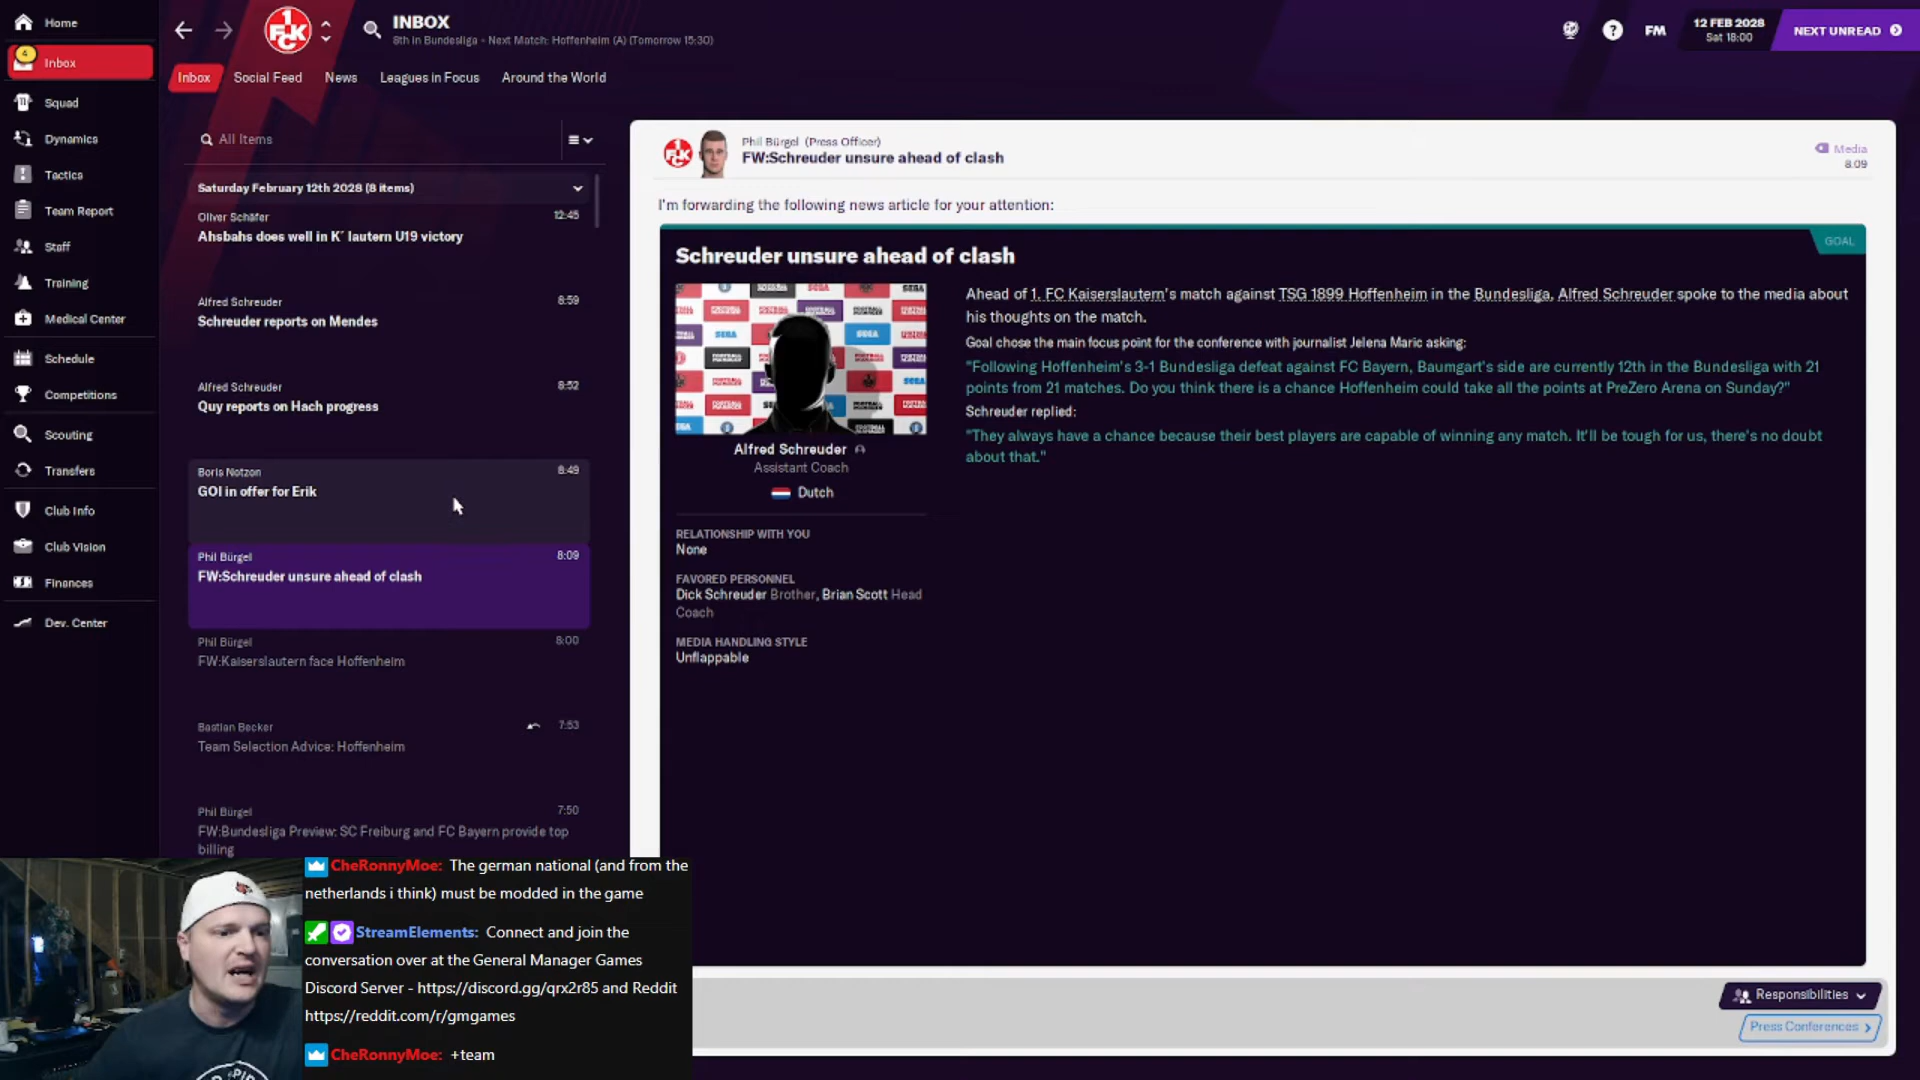 Home
INBOX
8th in Bundesliga - Next Match: Hoffenheim (A) (Tomorrow 15:30)
FM
12 FEB 2028
Sat 18:00
NEXT UNREAD
4
Inbox
Inbox
Social Feed
News
Leagues in Focus
Around the World
Squad
Dynamics
Tactics
Team Report
Staff
Training
Medical Center
Schedule
Competitions
Scouting
Transfers
Club Info
Club Vision
Finances
Dev. Center
All Items
Saturday February 12th 2028 (8 items)
Oliver Schäfer
12:45
Ahsbahs does well in K´lautern U19 victory
Alfred Schreuder
8:59
Schreuder reports on Mendes
Alfred Schreuder
8:52
Quy reports on Hach progress
Boris Notzon
8:49
GOI in offer for Erik
Phil Bürgel
8:09
FW:Schreuder unsure ahead of clash
Phil Bürgel
8:00
FW:Kaiserslautern face Hoffenheim
Bastian Becker
7:53
Team Selection Advice: Hoffenheim
Phil Bürgel
7:50
FW:Bundesliga Preview: SC Freiburg and FC Bayern provide top
billing
Phil Bürgel (Press Officer)
FW:Schreuder unsure ahead of clash
Media
8:09
I'm forwarding the following news article for your attention:
GOAL
Schreuder unsure ahead of clash
Ahead of 1. FC Kaiserslautern's match against TSG 1899 Hoffenheim in the Bundesliga, Alfred Schreuder spoke to the media about
his thoughts on the match.
Goal chose the main focus point for the conference with journalist Jelena Maric asking:
"Following Hoffenheim's 3-1 Bundesliga defeat against FC Bayern, Baumgart's side are currently 12th in the Bundesliga with 21
points from 21 matches. Do you think there is a chance Hoffenheim could take all the points at PreZero Arena on Sunday?"
Schreuder replied:
"They always have a chance because their best players are capable of winning any match. It'll be tough for us, there's no doubt
about that."
Alfred Schreuder
Assistant Coach
Dutch
RELATIONSHIP WITH YOU
None
FAVORED PERSONNEL
Dick Schreuder Brother, Brian Scott Head
Coach
MEDIA HANDLING STYLE
Unflappable
Responsibilities
Press Conferences
CheRonnyMoe: The german national (and from the
netherlands i think) must be modded in the game
StreamElements: Connect and join the
conversation over at the General Manager Games
Discord Server - https://discord.gg/qrx2r85 and Reddit
https://reddit.com/r/gmgames
CheRonnyMoe: +team